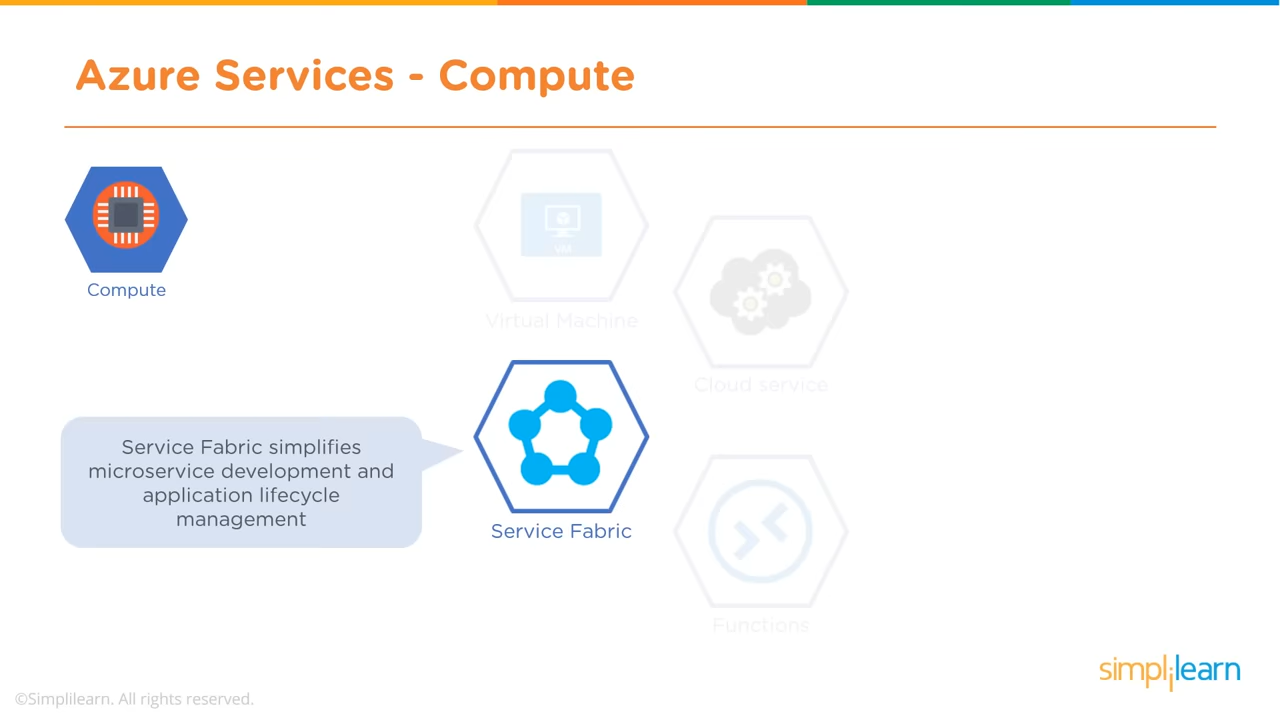 Azure Services - Compute
Compute
VM
Virtual Machine
Cloud service
Service Fabric simplifies
microservice development and
application lifecycle
management
Service Fabric
Functions
simplilearn
©Simplilearn. All rights reserved.